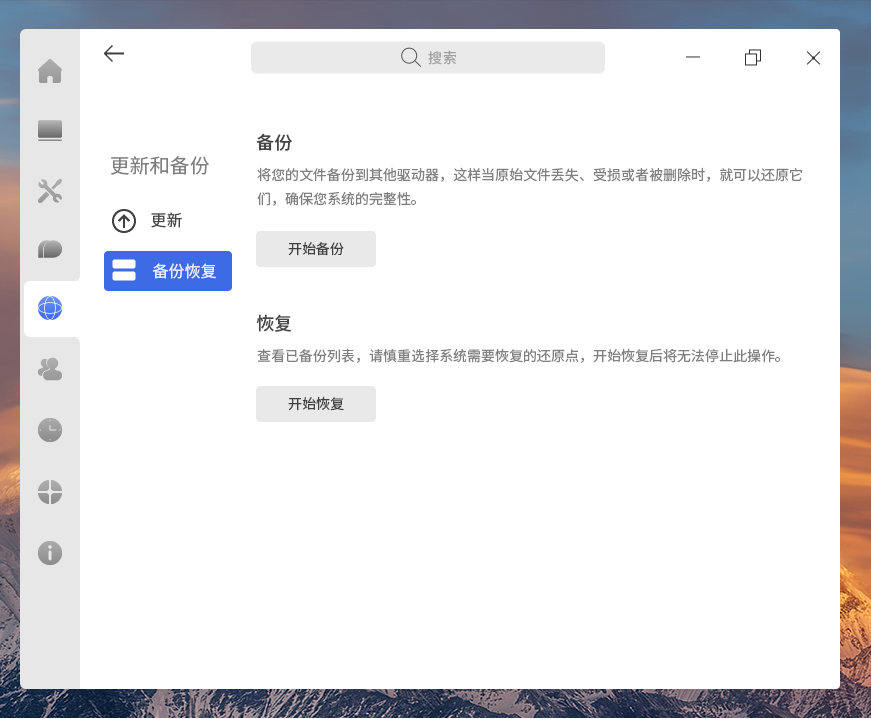 搜索
更新和备份
更新
备份恢复
备份
将您的文件备份到其他驱动器，这样当原始文件丢失、受损或者被删除时，就可以还原它
们，确保您系统的完整性。
开始备份
恢复
查看已备份列表，请慎重选择系统需要恢复的还原点，开始恢复后将无法停止此操作。
开始恢复